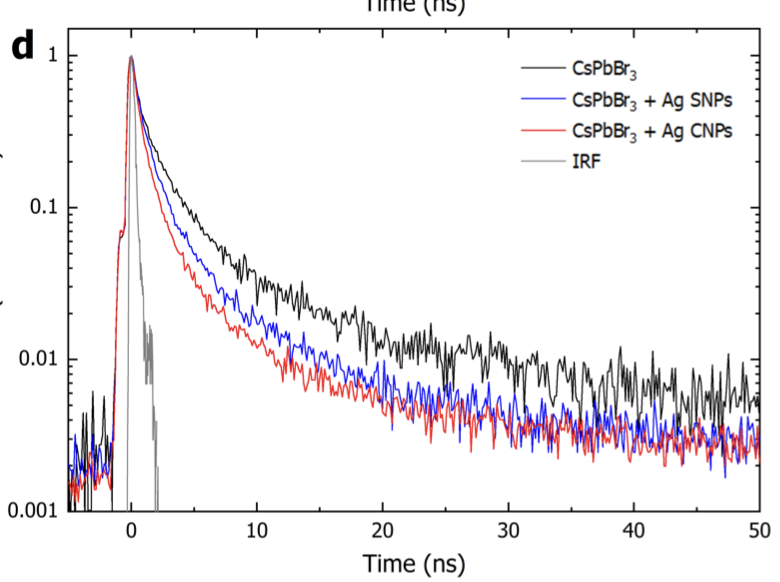 Time (ns)
d
1
CsPbBr₃
CsPbBr₃ + Ag SNPs
CsPbBr₃ + Ag CNPs
IRF
0.1
0.01
0.001
0 10 20 30 40 50
Time (ns)